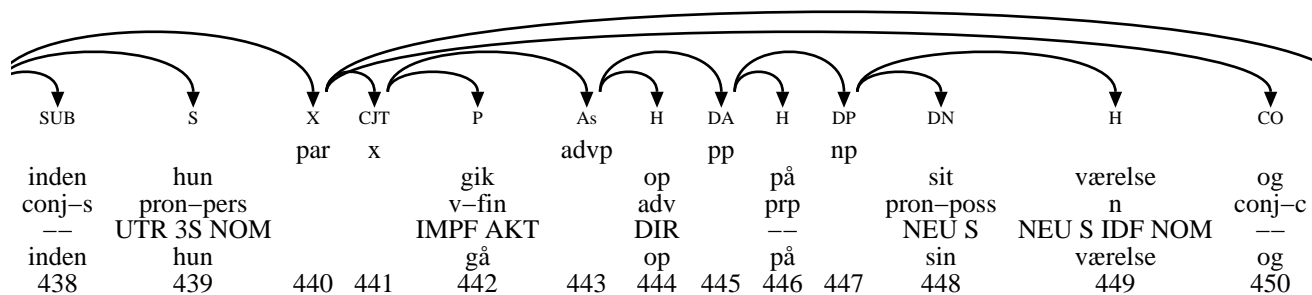 SUB S X CJT P As H DA H DP DN H CO
par x advp pp np
inden hun gik op på sit værelse og
conj−s pron−pers v−fin adv prp pron−poss n conj−c
−− UTR 3S NOM IMPF AKT DIR −− NEU S NEU S IDF NOM −−
inden hun gå op på sin værelse og
438 439 440 441 442 443 444 445 446 447 448 449 450